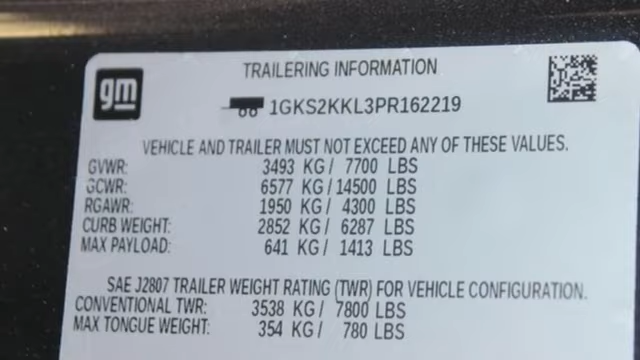 gm
TRAILERING INFORMATION
1GKS2KKL3PR162219
VEHICLE AND TRAILER MUST NOT EXCEED ANY OF THESE VALUES.
GVWR: 3493 KG / 7700 LBS
GCWR: 6577 KG / 14500 LBS
RGAWR: 1950 KG / 4300 LBS
CURB WEIGHT: 2852 KG / 6287 LBS
MAX PAYLOAD: 641 KG / 1413 LBS
SAE J2807 TRAILER WEIGHT RATING (TWR) FOR VEHICLE CONFIGURATION.
CONVENTIONAL TWR: 3538 KG / 7800 LBS
MAX TONGUE WEIGHT: 354 KG / 780 LBS